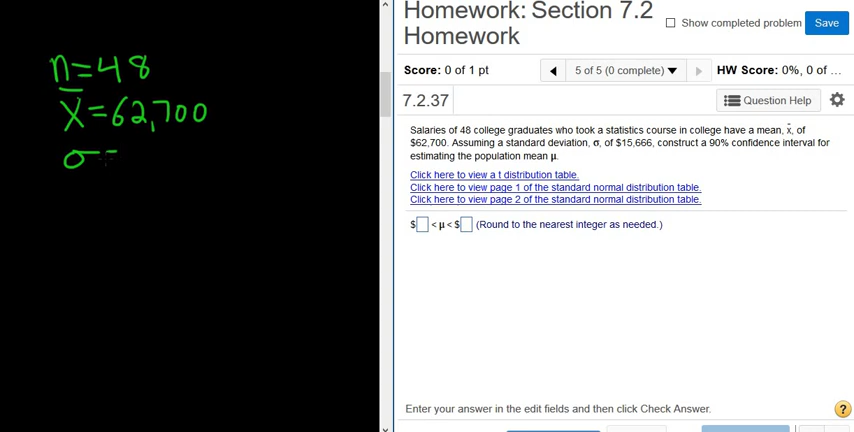 n=48
x̄=62,700
σ=
Homework: Section 7.2
Homework
Show completed problem
Save
Score: 0 of 1 pt
5 of 5 (0 complete)
HW Score: 0%, 0 of ...
7.2.37
Question Help
Salaries of 48 college graduates who took a statistics course in college have a mean, x̄, of
$62,700. Assuming a standard deviation, σ, of $15,666, construct a 90% confidence interval for
estimating the population mean μ.
Click here to view a t distribution table.
Click here to view page 1 of the standard normal distribution table.
Click here to view page 2 of the standard normal distribution table.
$ < μ < $ (Round to the nearest integer as needed.)
Enter your answer in the edit fields and then click Check Answer.
?